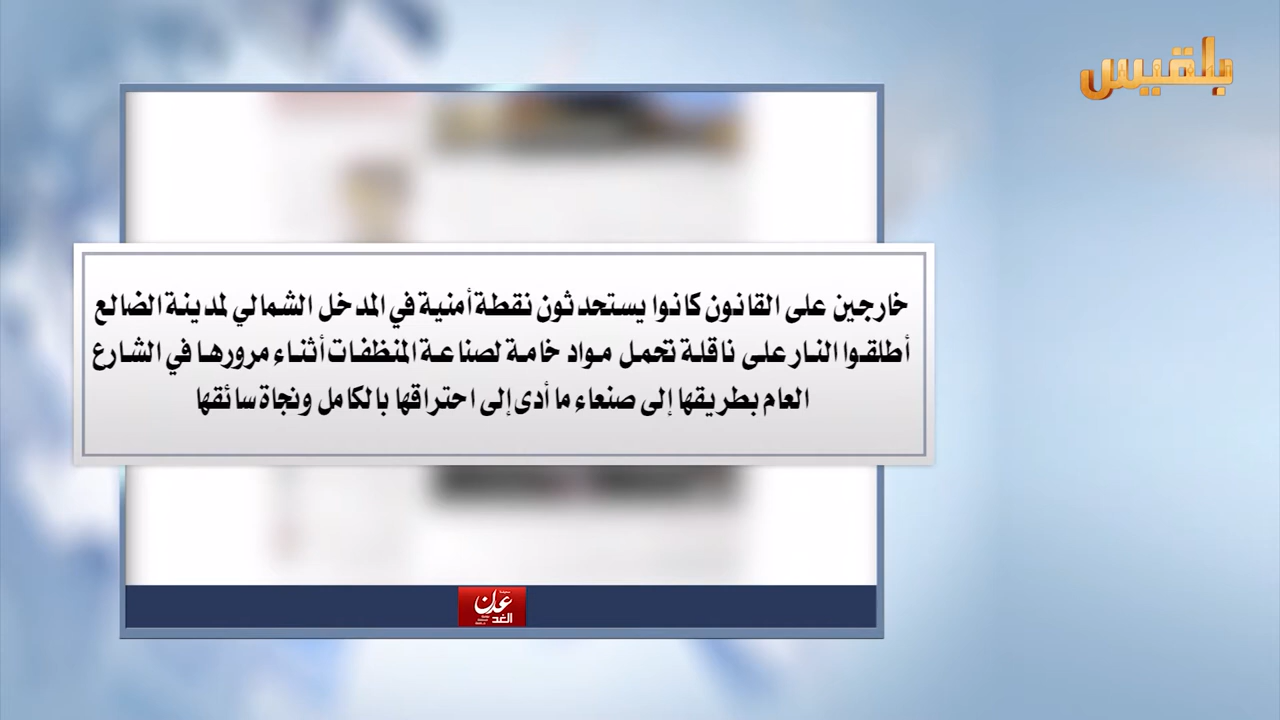 بلقيس
خارجين على القانون كانوا يستحدثون نقطة أمنية في المدخل الشمالي لمدينة الضالع
أطلقوا النار على ناقلة تحمل مواد خامة لصناعة المنظفات أثناء مرورها في الشارع
العام بطريقها إلى صنعاء ما أدى إلى احتراقها بالكامل ونجاة سائقها
عدن
الغد